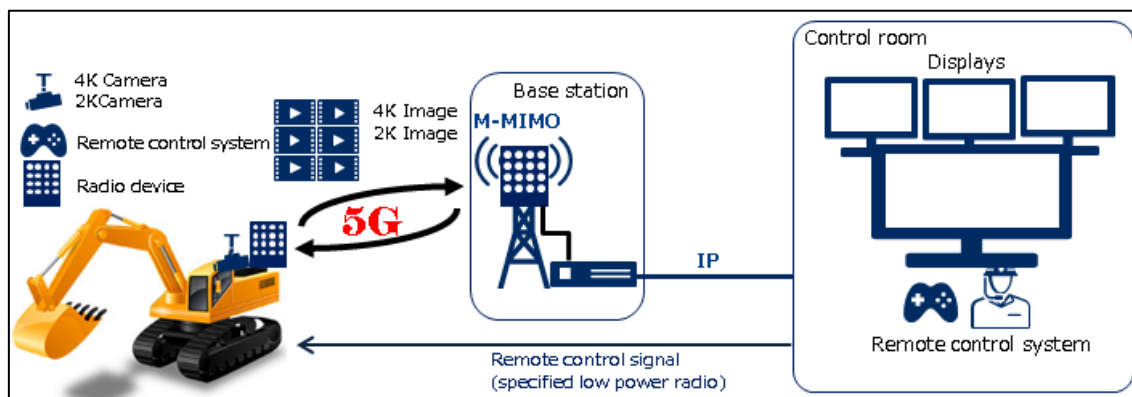 4K Camera
2KCamera
Remote control system
Radio device
4K Image
2K Image
5G
Base station
M-MIMO
IP
Control room
Displays
Remote control system
Remote control signal
(specified low power radio)